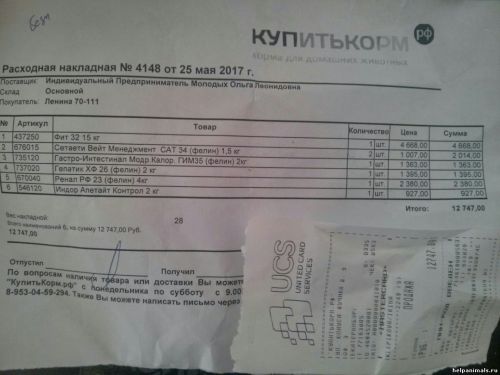 безн
КУПИТЬКОРМ рф
корма для домашних животных
Расходная накладная № 4148 от 25 мая 2017 г.
Поставщик: Индивидуальный Предприниматель Молодых Ольга Леонидовна
Склад Основной
Покупатель: Ленина 70-111
№ Артикул Товар Количество Цена Сумма
1 437250 Фит 32 15 кг 1 шт. 4 668,00 4 668,00
2 676015 Сетаети Вейт Менеджмент САТ 34 (фелин) 1,5 кг 2 шт 1 007,00 2 014,00
3 735120 Гастро-Интестинал Модр.Калор. ГИМ35 (фелин) 2кг 1 шт 1 363,00 1 363,00
4 737020 Гепатик ХФ 26 (фелин) 2 кг 1 шт. 1 395,00 1 395,00
5 670040 Ренал РФ 23 (фелин) 4кг 1 шт. 2 380,00 2 380,00
6 546120 Индор Апетайт Контрол 2 кг 1 шт. 927,00 927,00
Итого: 12 747,00
Вес накладной: 28
Всего наименований 6, на сумму 12 747,00 Руб.
12 747,00
Отпустил Получил
По вопросам наличия товара или доставки Вы можете
"КупитьКорм.рф" с понедельника по субботу с 9.00
8-953-04-59-294. Также Вы можете написать письмо через
UCS
UNITED CARD
SERVICES
helpanimals.ru